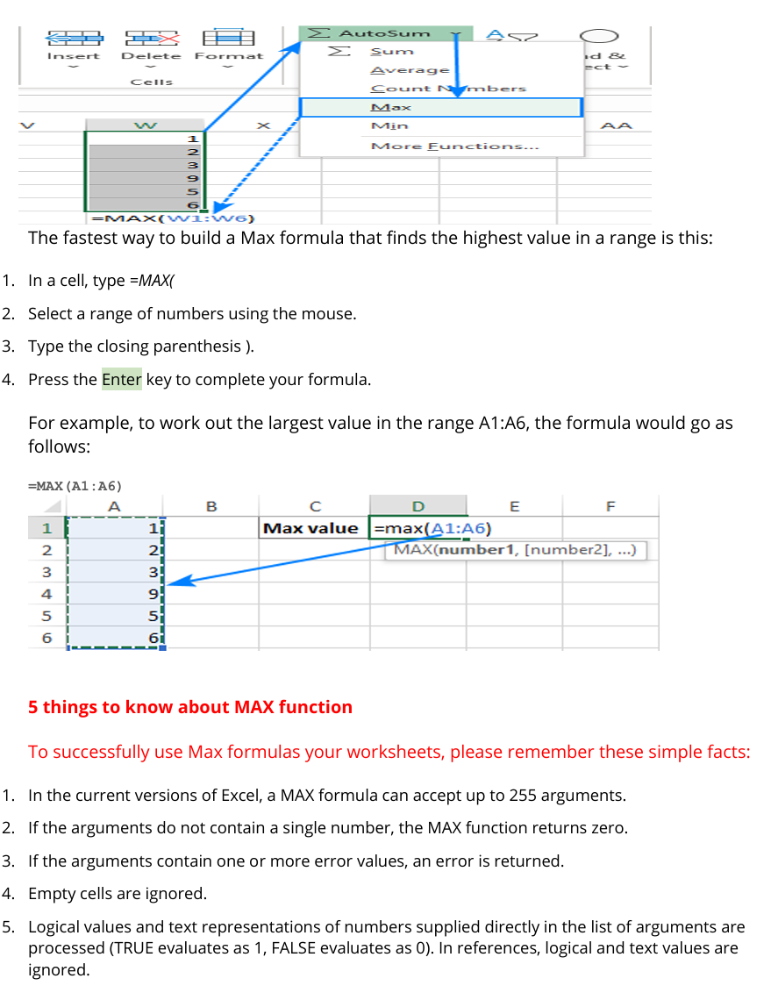 AutoSum
Insert Delete Format
Cells
Sum
Average
Count N mbers
Max
Min
More Functions...
d &
ect
V W X AA
1
2
3
9
5
6
=MAX(W1:W6)
The fastest way to build a Max formula that finds the highest value in a range is this:
1. In a cell, type =MAX(
2. Select a range of numbers using the mouse.
3. Type the closing parenthesis ).
4. Press the Enter key to complete your formula.
For example, to work out the largest value in the range A1:A6, the formula would go as
follows:
=MAX(A1:A6)
A B C D E F
1 1 Max value =max(A1:A6)
2 2 MAX(number1, [number2], ...)
3 3
4 9
5 5
6 6
5 things to know about MAX function
To successfully use Max formulas your worksheets, please remember these simple facts:
1. In the current versions of Excel, a MAX formula can accept up to 255 arguments.
2. If the arguments do not contain a single number, the MAX function returns zero.
3. If the arguments contain one or more error values, an error is returned.
4. Empty cells are ignored.
5. Logical values and text representations of numbers supplied directly in the list of arguments are
processed (TRUE evaluates as 1, FALSE evaluates as 0). In references, logical and text values are
ignored.